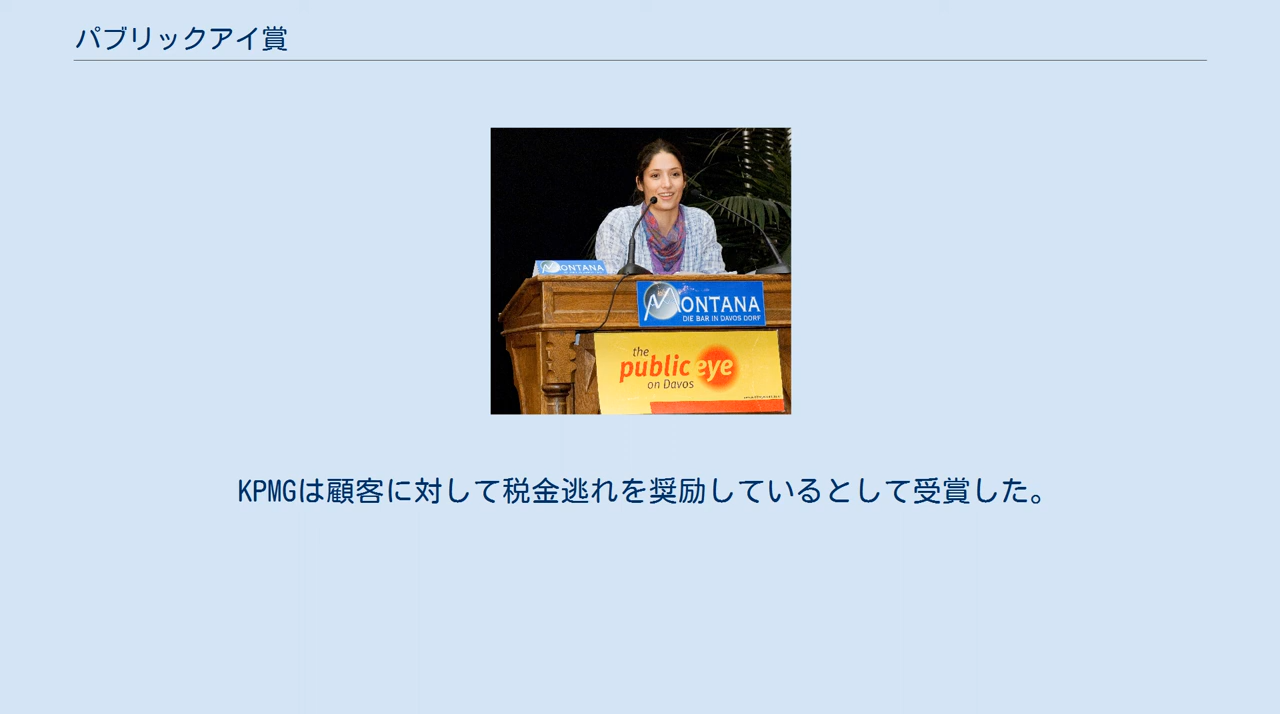 パブリックアイ賞
MONTANA
MONTANA
DIE BAR IN DAVOS DORF
the
public eye
on Davos
KPMGは顧客に対して税金逃れを奨励しているとして受賞した。